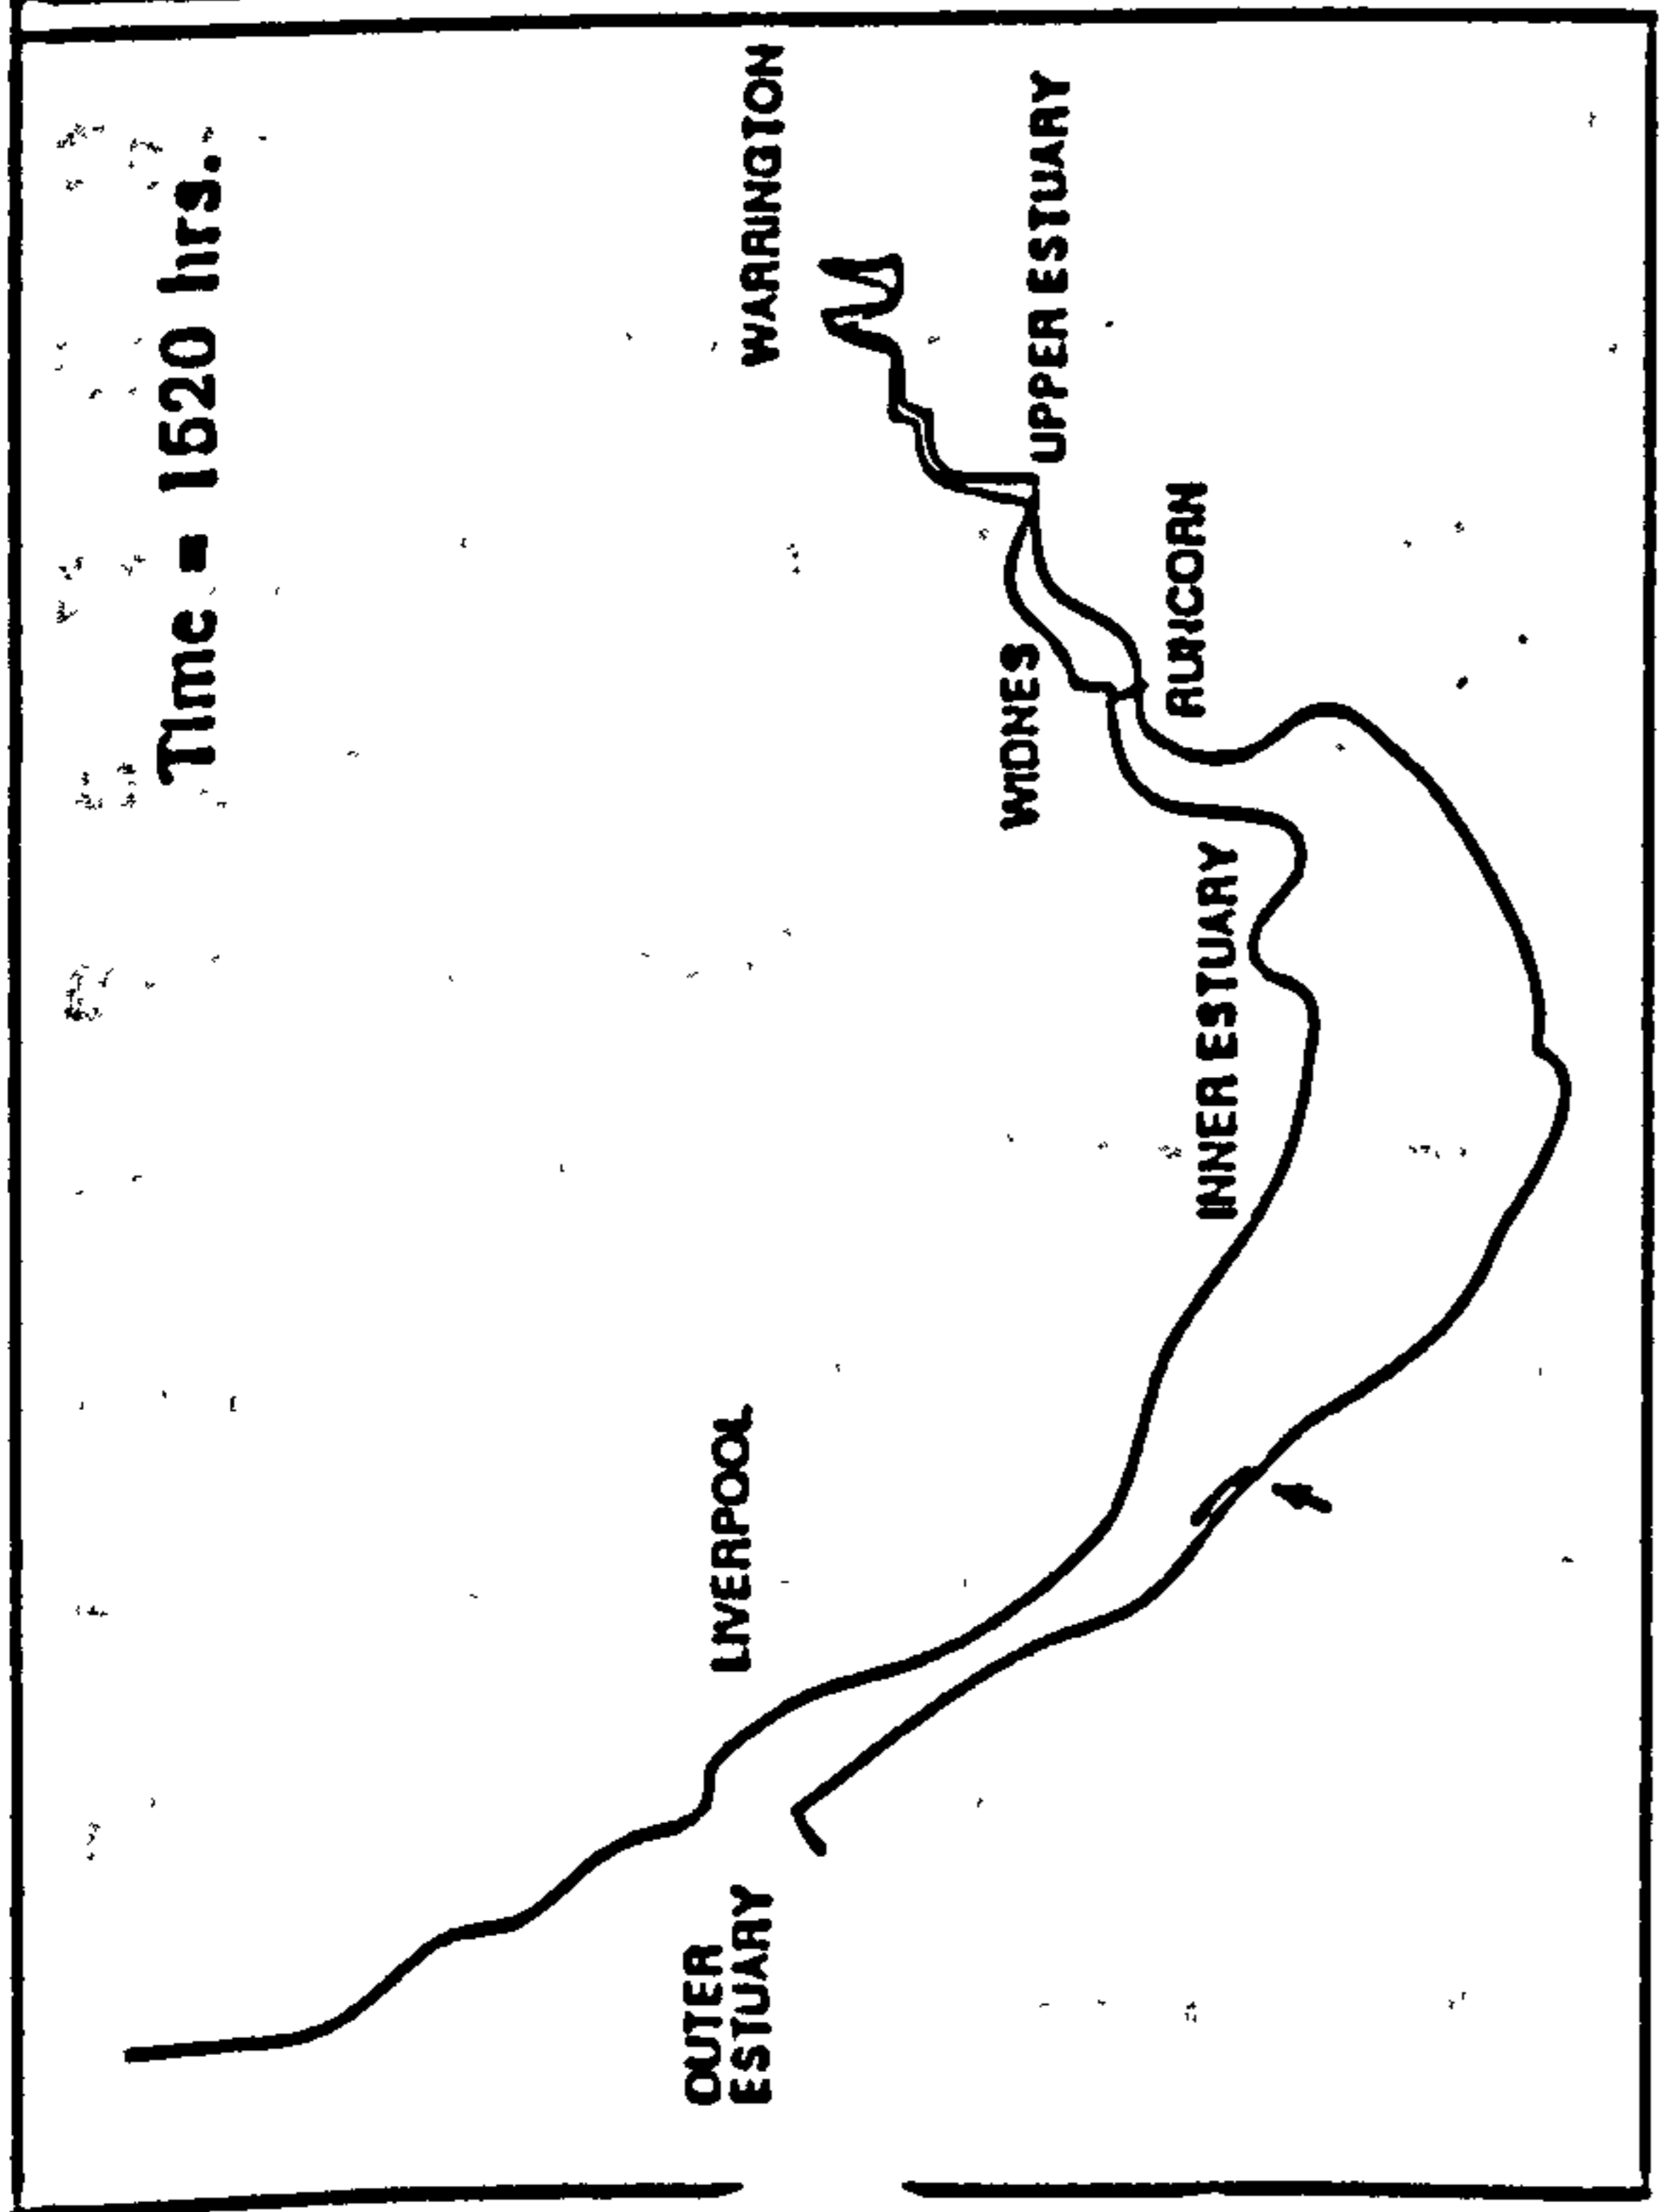 Time = 1520 hrs.
WARRINGTON
UPPER ESTUARY
WIDNES
RUNCORN
INNER ESTUARY
LIVERPOOL
OUTER
ESTUARY